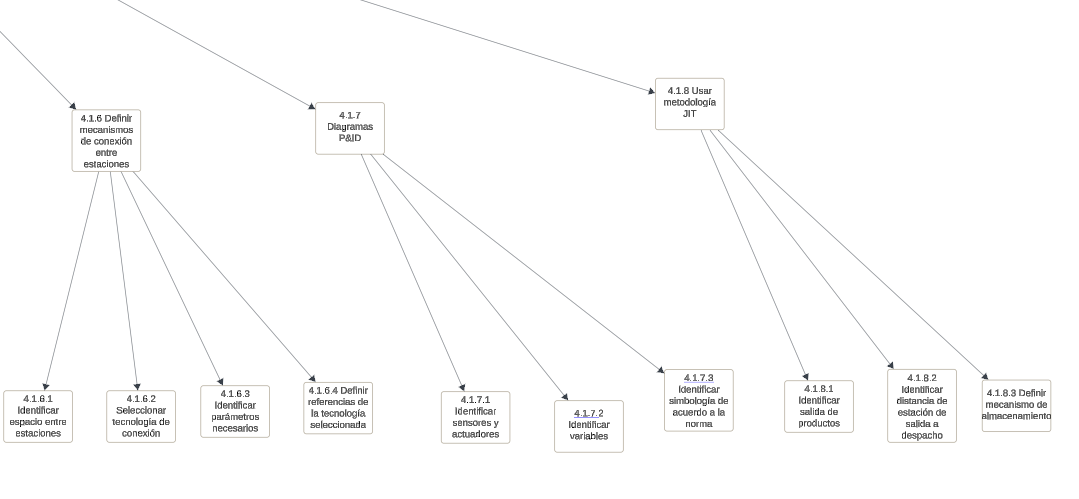 4.1.6 Definir
mecanismos
de conexión
entre
estaciones
4.1.7
Diagramas
P&ID
4.1.8 Usar
metodología
JIT
4.1.6.1
Identificar
espacio entre
estaciones
4.1.6.2
Seleccionar
tecnología de
conexión
4.1.6.3
Identificar
parámetros
necesarios
4.1.6.4 Definir
referencias de
la tecnología
seleccionada
4.1.7.1
Identificar
sensores y
actuadores
4.1.7.2
Identificar
variables
4.1.7.3
Identificar
simbología de
acuerdo a la
norma
4.1.8.1
Identificar
salida de
productos
4.1.8.2
Identificar
distancia de
estación de
salida a
despacho
4.1.8.3 Definir
mecanismo de
almacenamiento